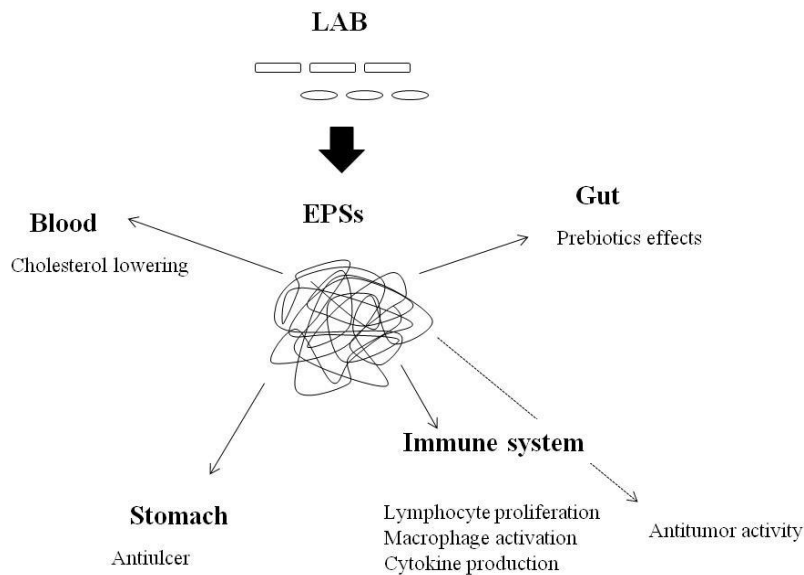 LAB
EPSs
Blood
Cholesterol lowering
Gut
Prebiotics effects
Immune system
Lymphocyte proliferation
Macrophage activation
Cytokine production
Antitumor activity
Stomach
Antiulcer